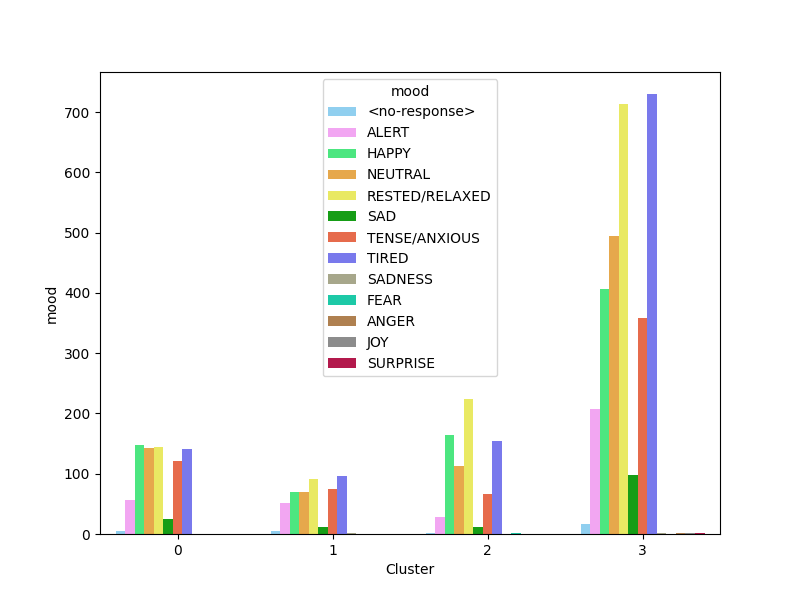 mood
<no-response>
ALERT
HAPPY
NEUTRAL
RESTED/RELAXED
SAD
TENSE/ANXIOUS
TIRED
SADNESS
FEAR
ANGER
JOY
SURPRISE
mood
700
600
500
400
300
200
100
0
0 1 2 3
Cluster